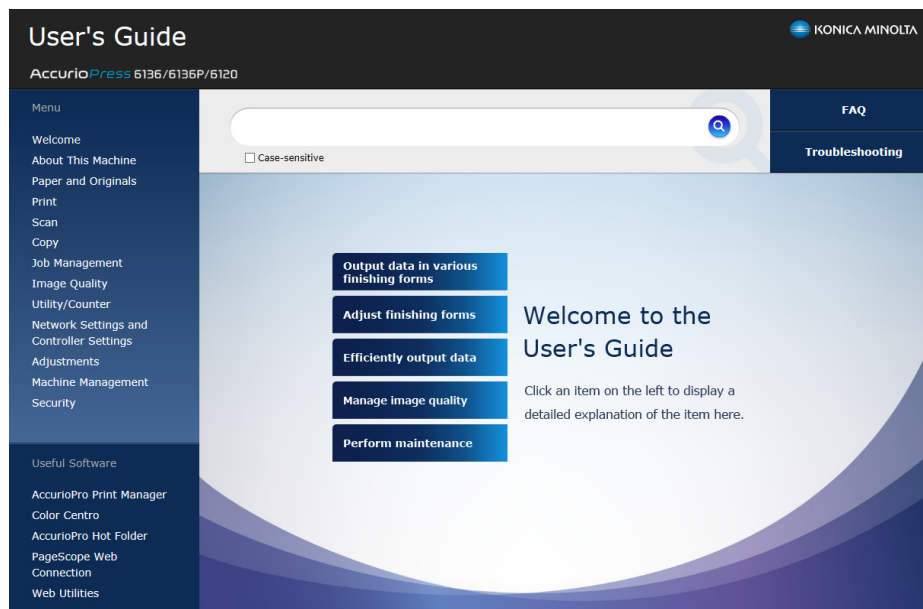 User's Guide
KONICA MINOLTA
AccurioPress 6136/6136P/6120
Menu
Welcome
About This Machine
Paper and Originals
Print
Scan
Copy
Job Management
Image Quality
Utility/Counter
Network Settings and
Controller Settings
Adjustments
Machine Management
Security
Useful Software
AccurioPro Print Manager
Color Centro
AccurioPro Hot Folder
PageScope Web
Connection
Web Utilities
Case-sensitive
FAQ
Troubleshooting
Output data in various
finishing forms
Adjust finishing forms
Efficiently output data
Manage image quality
Perform maintenance
Welcome to the
User's Guide
Click an item on the left to display a
detailed explanation of the item here.